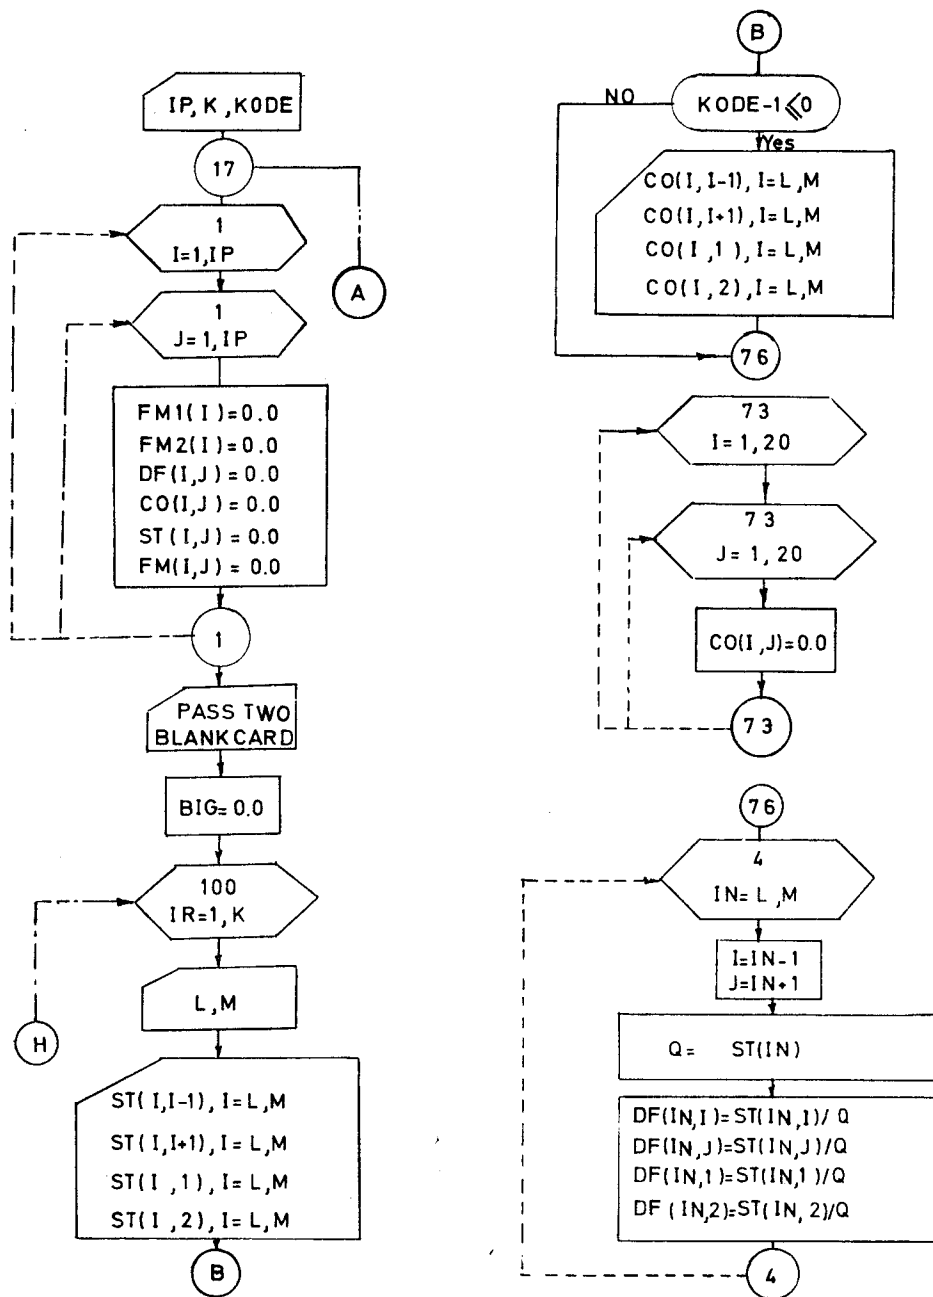 IP, K, KODE
17
1
I=1, IP
A
1
J=1, IP
FM1(I)=0.0
FM2(I)=0.0
DF(I,J)=0.0
CO(I,J)=0.0
ST(I,J)=0.0
FM(I,J)=0.0
1
PASS TWO
BLANK CARD
BIG=0.0
100
IR=1, K
L, M
H
ST(I,I-1), I=L,M
ST(I,I+1), I=L,M
ST(I,1), I=L,M
ST(I,2), I=L,M
B
B
NO
KODE-1⩽0
Yes
CO(I,I-1), I=L,M
CO(I,I+1), I=L,M
CO(I,1), I=L,M
CO(I,2), I=L,M
76
73
I=1, 20
73
J=1, 20
CO(I,J)=0.0
73
76
4
IN=L,M
I=IN-1
J=IN+1
Q= ST(IN)
DF(IN,I)=ST(IN,I)/Q
DF(IN,J)=ST(IN,J)/Q
DF(IN,1)=ST(IN,1)/Q
DF(IN,2)=ST(IN,2)/Q
4